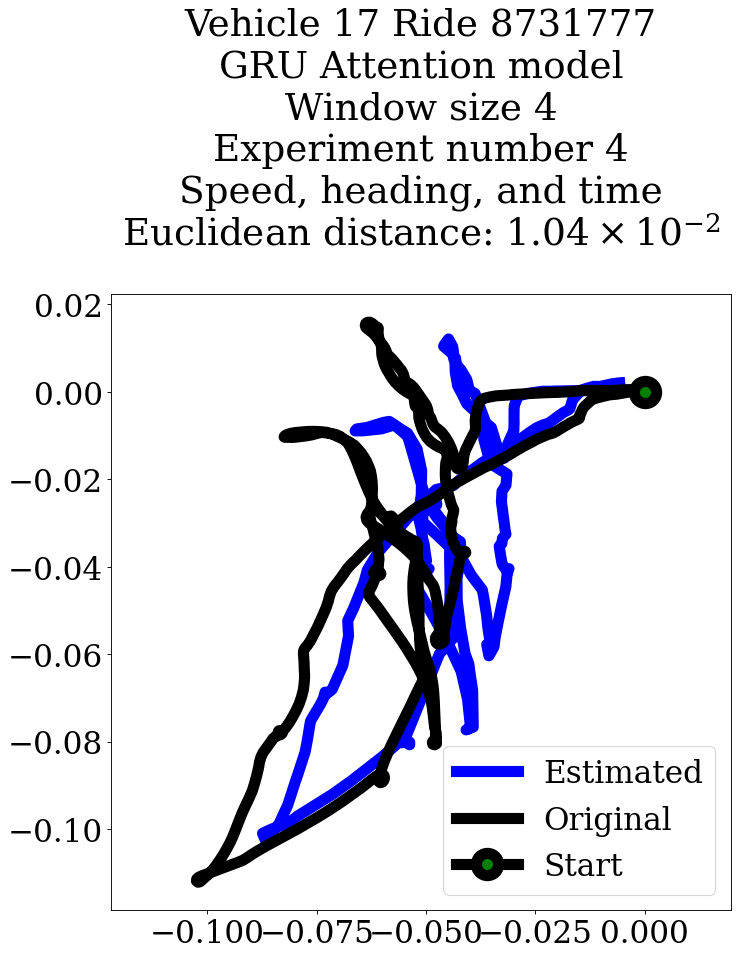 Vehicle 17 Ride 8731777
GRU Attention model
Window size 4
Experiment number 4
Speed, heading, and time
Euclidean distance: 1.04 × 10⁻²
0.02
0.00
−0.02
−0.04
−0.06
−0.08
−0.10
Estimated
Original
Start
−0.100 −0.075 −0.050 −0.025 0.000